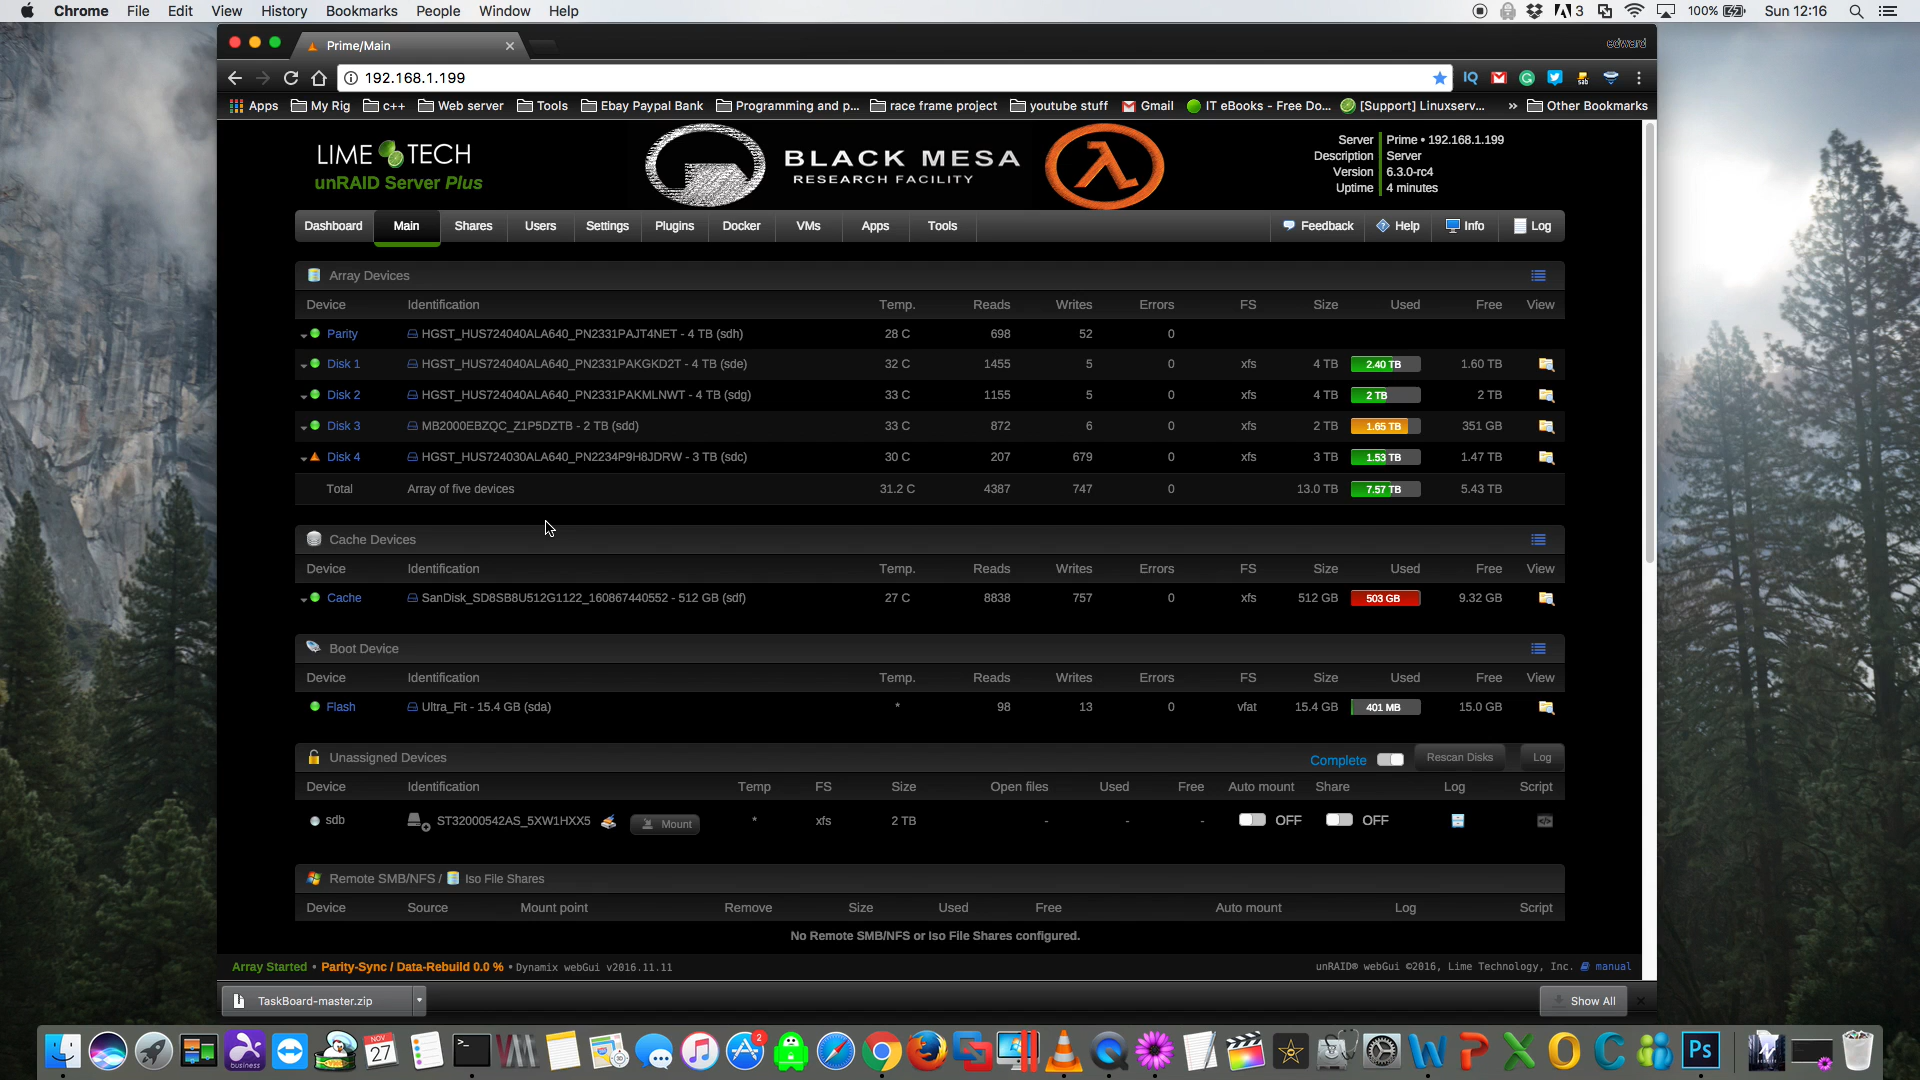 Chrome File Edit View History Bookmarks People Window Help 3 100% Sun 12:16
Prime/Main edward
192.168.1.199
Apps My Rig c++ Web server Tools Ebay Paypal Bank Programming and p... race frame project youtube stuff Gmail IT eBooks - Free Do... [Support] Linuxserv... » Other Bookmarks
LIME TECH
unRAID Server Plus
BLACK MESA
RESEARCH FACILITY
Server Prime • 192.168.1.199
Description Server
Version 6.3.0-rc4
Uptime 4 minutes
Dashboard Main Shares Users Settings Plugins Docker VMs Apps Tools Feedback Help Info Log
Array Devices
Device Identification Temp. Reads Writes Errors FS Size Used Free View
Parity HGST_HUS724040ALA640_PN2331PAJT4NET - 4 TB (sdh) 28 C 698 52 0
Disk 1 HGST_HUS724040ALA640_PN2331PAKGKD2T - 4 TB (sde) 32 C 1455 5 0 xfs 4 TB 2.40 TB 1.60 TB
Disk 2 HGST_HUS724040ALA640_PN2331PAKMLNWT - 4 TB (sdg) 33 C 1155 5 0 xfs 4 TB 2 TB 2 TB
Disk 3 MB2000EBZQC_Z1P5DZTB - 2 TB (sdd) 33 C 872 6 0 xfs 2 TB 1.65 TB 351 GB
Disk 4 HGST_HUS724030ALA640_PN2234P9H8JDRW - 3 TB (sdc) 30 C 207 679 0 xfs 3 TB 1.53 TB 1.47 TB
Total Array of five devices 31.2 C 4387 747 0 13.0 TB 7.57 TB 5.43 TB
Cache Devices
Device Identification Temp. Reads Writes Errors FS Size Used Free View
Cache SanDisk_SD8SB8U512G1122_160867440552 - 512 GB (sdf) 27 C 8838 757 0 xfs 512 GB 503 GB 9.32 GB
Boot Device
Device Identification Temp. Reads Writes Errors FS Size Used Free View
Flash Ultra_Fit - 15.4 GB (sda) * 98 13 0 vfat 15.4 GB 401 MB 15.0 GB
Unassigned Devices Complete Rescan Disks Log
Device Identification Temp FS Size Open files Used Free Auto mount Share Log Script
sdb ST32000542AS_5XW1HXX5 Mount * xfs 2 TB - - - OFF OFF
Remote SMB/NFS / Iso File Shares
Device Source Mount point Remove Size Used Free Auto mount Log Script
No Remote SMB/NFS or Iso File Shares configured.
Array Started • Parity-Sync / Data-Rebuild 0.0 % • Dynamix webGui v2016.11.11 unRAID® webGui ©2016, Lime Technology, Inc. manual
TaskBoard-master.zip Show All
business NOV 27 2 Ps